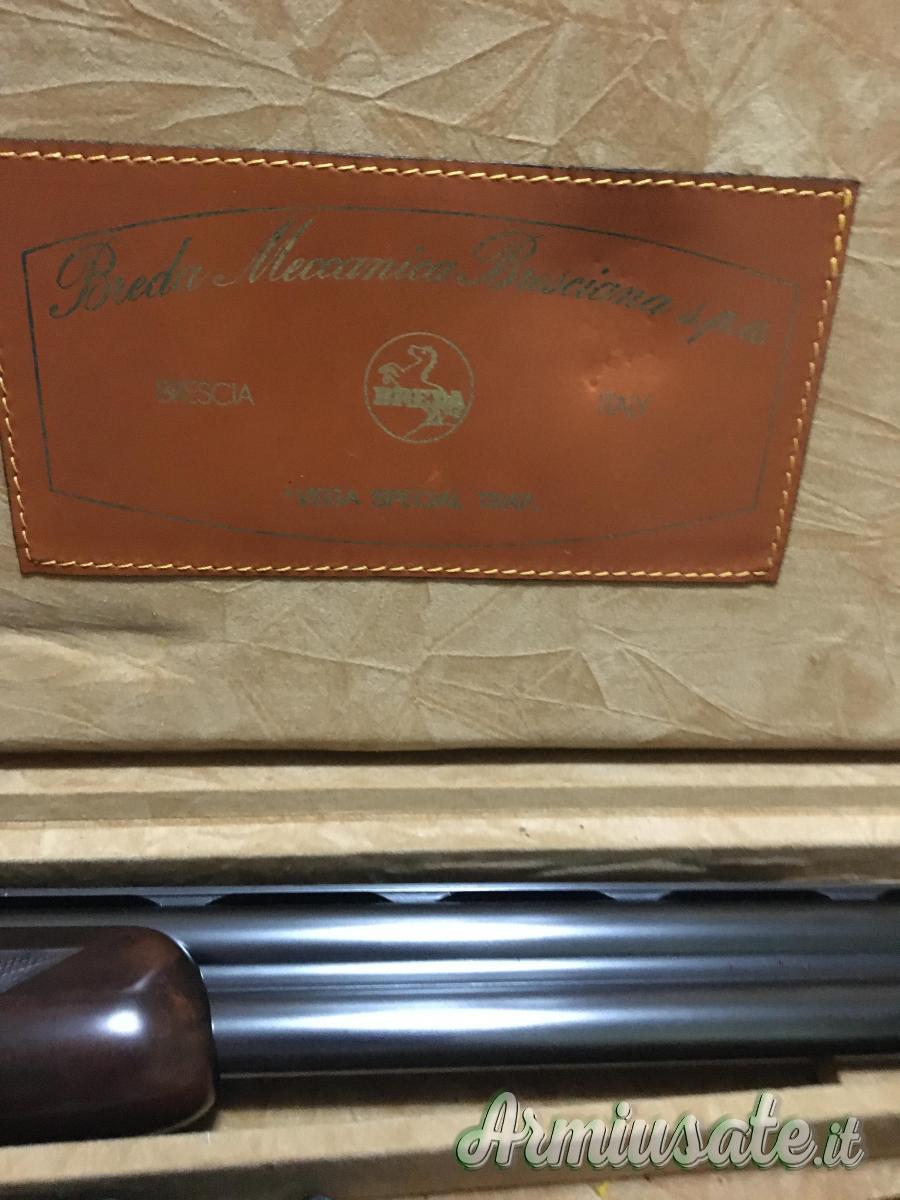 Breda Meccanica Bresciana s.p.a.
BRESCIA
BREDA
ITALY
"VEGA SPECIAL TRAP"
Armiusate.it